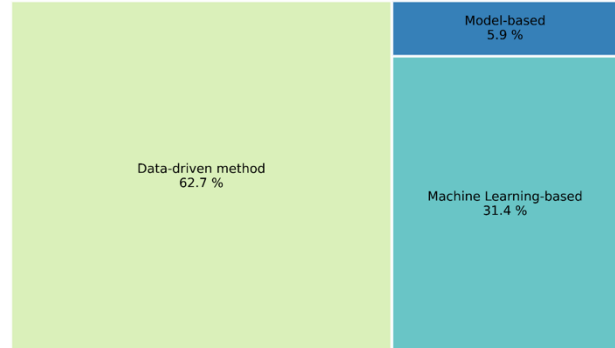 Model-based
5.9 %
Data-driven method
62.7 %
Machine Learning-based
31.4 %